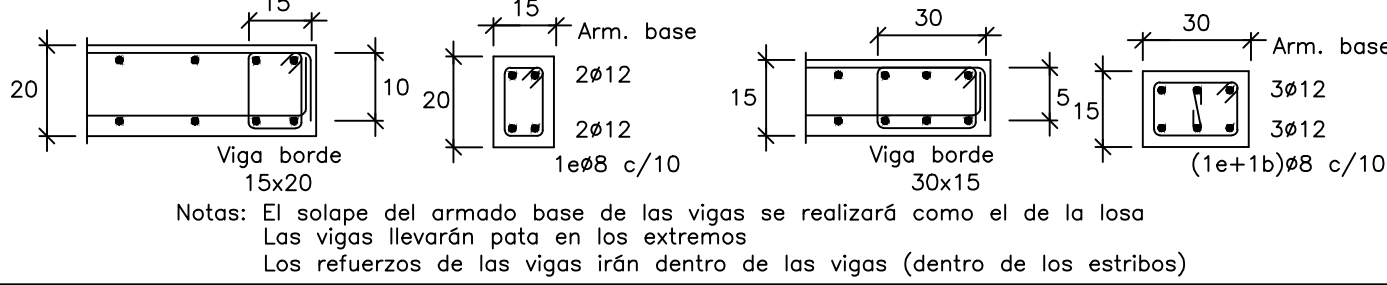 15
20
10
Viga borde
15x20
15
Arm. base
20
2ø12
2ø12
1eø8 c/10
30
15
5
Viga borde
30x15
30
Arm. base
15
3ø12
3ø12
(1e+1b)ø8 c/10
Notas: El solape del armado base de las vigas se realizará como el de la losa
Las vigas llevarán pata en los extremos
Los refuerzos de las vigas irán dentro de las vigas (dentro de los estribos)